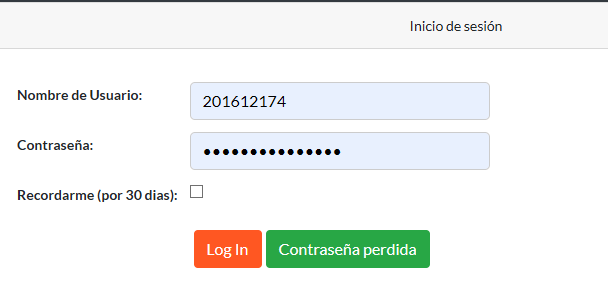 Inicio de sesión
Nombre de Usuario: 201612174
Contraseña: •••••••••••••••
Recordarme (por 30 dias):
Log In Contraseña perdida